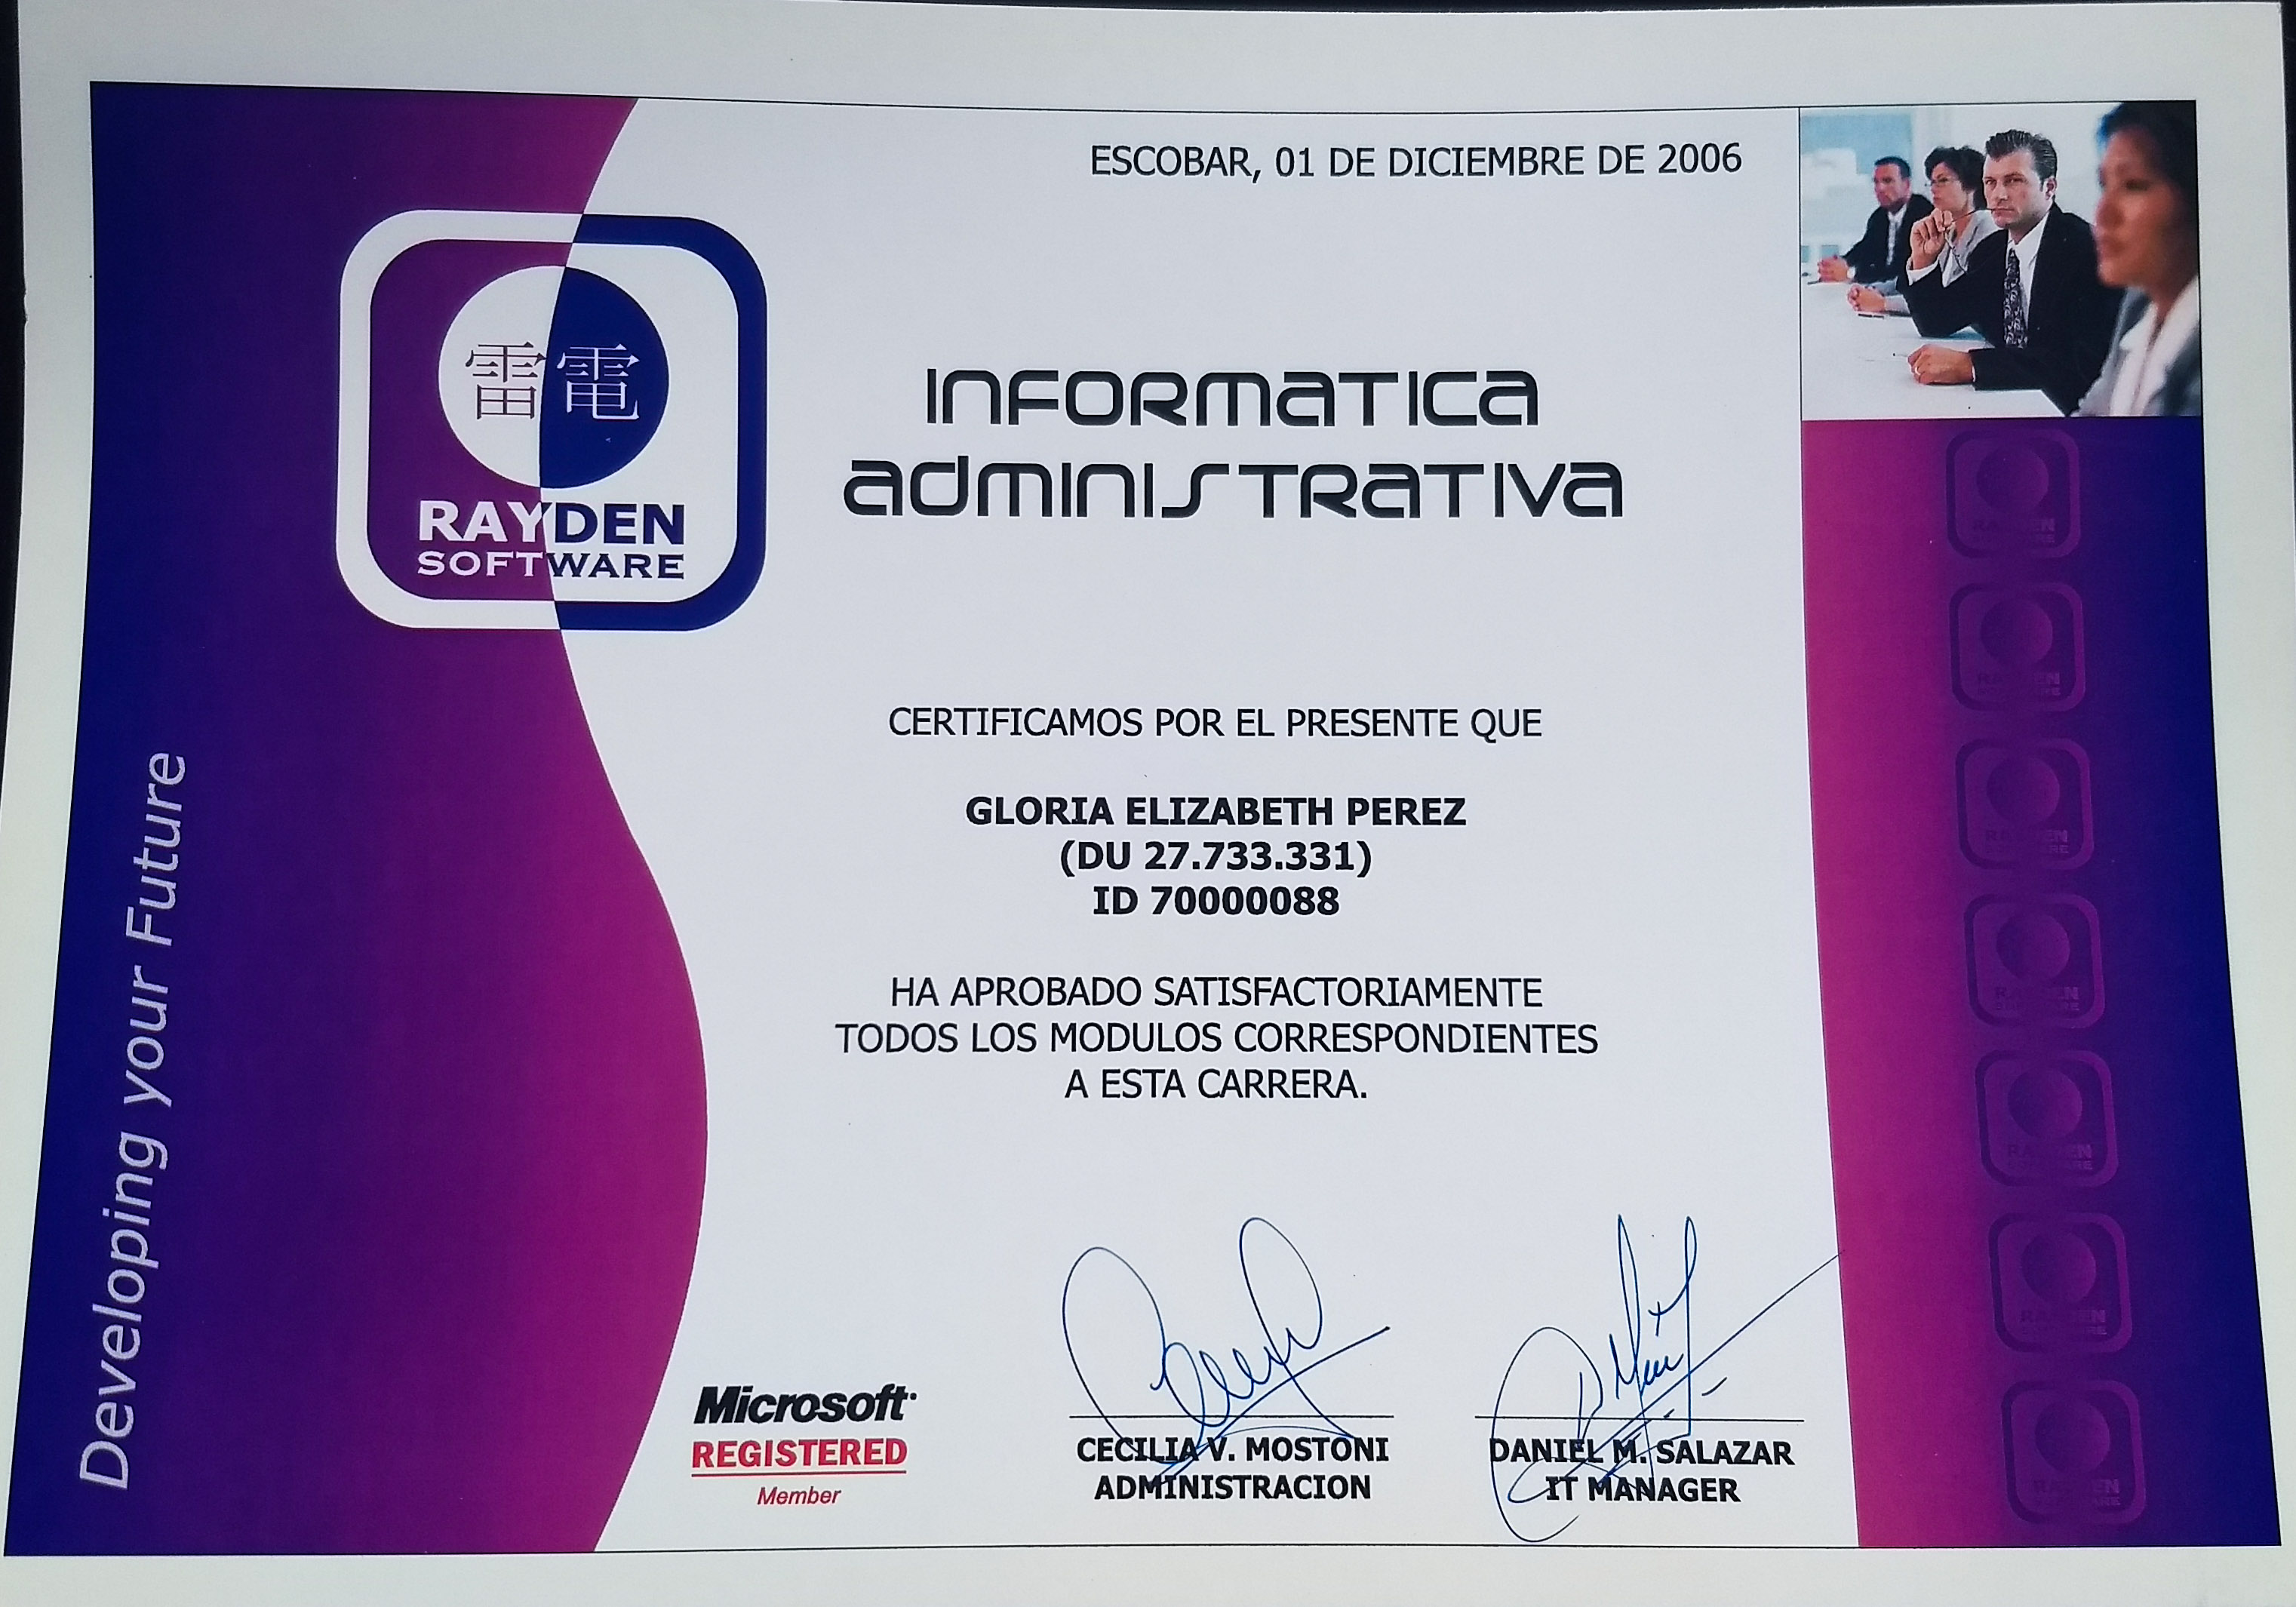 ESCOBAR, 01 DE DICIEMBRE DE 2006
雷電
RAYDEN
SOFTWARE
INFORMATICA
ADMINISTRATIVA
CERTIFICAMOS POR EL PRESENTE QUE
GLORIA ELIZABETH PEREZ
(DU 27.733.331)
ID 70000088
HA APROBADO SATISFACTORIAMENTE
TODOS LOS MODULOS CORRESPONDIENTES
A ESTA CARRERA.
Developing your Future
Microsoft
REGISTERED
Member
CECILIA V. MOSTONI
ADMINISTRACION
DANIEL M. SALAZAR
IT MANAGER